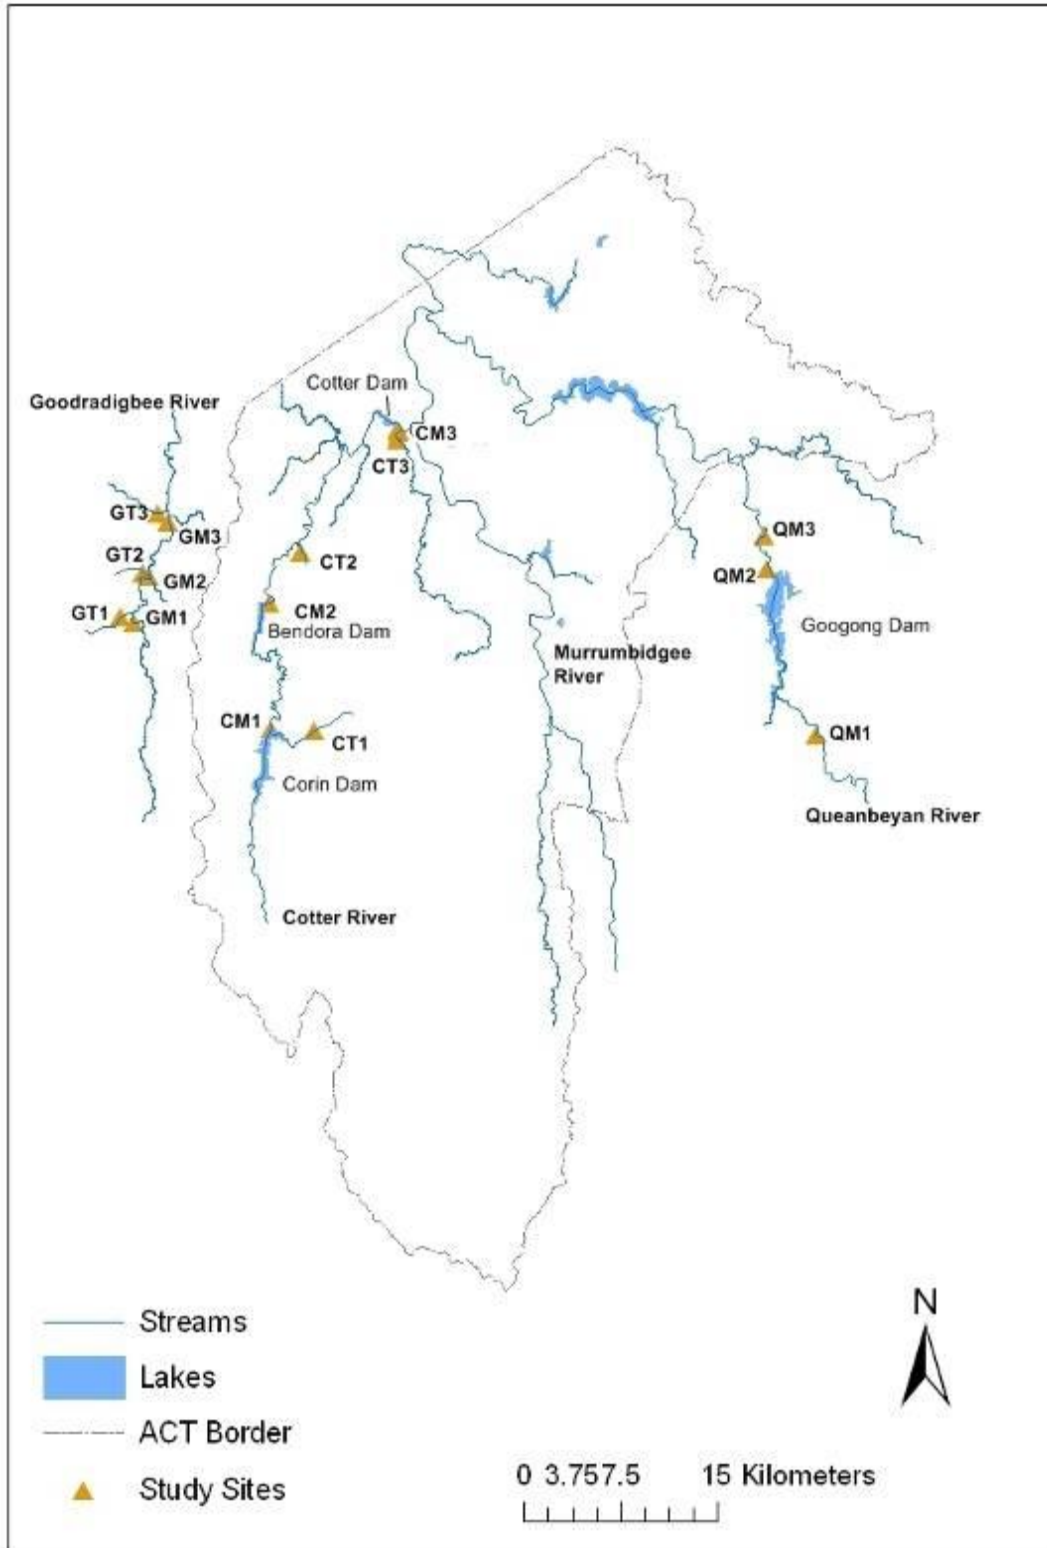 Cotter Dam
Goodradigbee River
CM3
CT3
GT3
GM3
QM3
GT2
CT2
QM2
GM2
CM2
GT1
GM1
Bendora Dam
Googong Dam
Murrumbidgee
River
CM1
CT1
QM1
Corin Dam
Queanbeyan River
Cotter River
N
Streams
Lakes
ACT Border
Study Sites
0 3.757.5 15 Kilometers